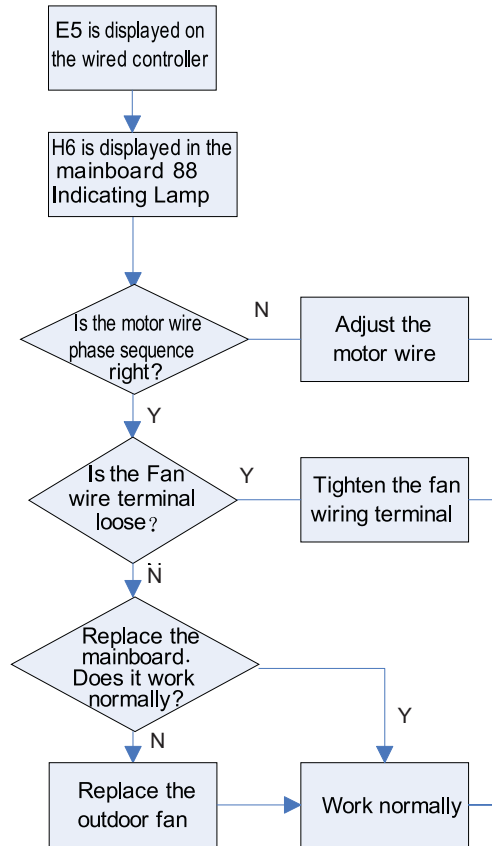 E5 is displayed on
the wired controller
H6 is displayed in the
mainboard 88
Indicating Lamp
Is the motor wire
phase sequence
right?
N
Adjust the
motor wire
Y
Is the Fan
wire terminal
loose?
Y
Tighten the fan
wiring terminal
N
Replace the
mainboard.
Does it work
normally?
Y
N
Replace the
outdoor fan
Work normally